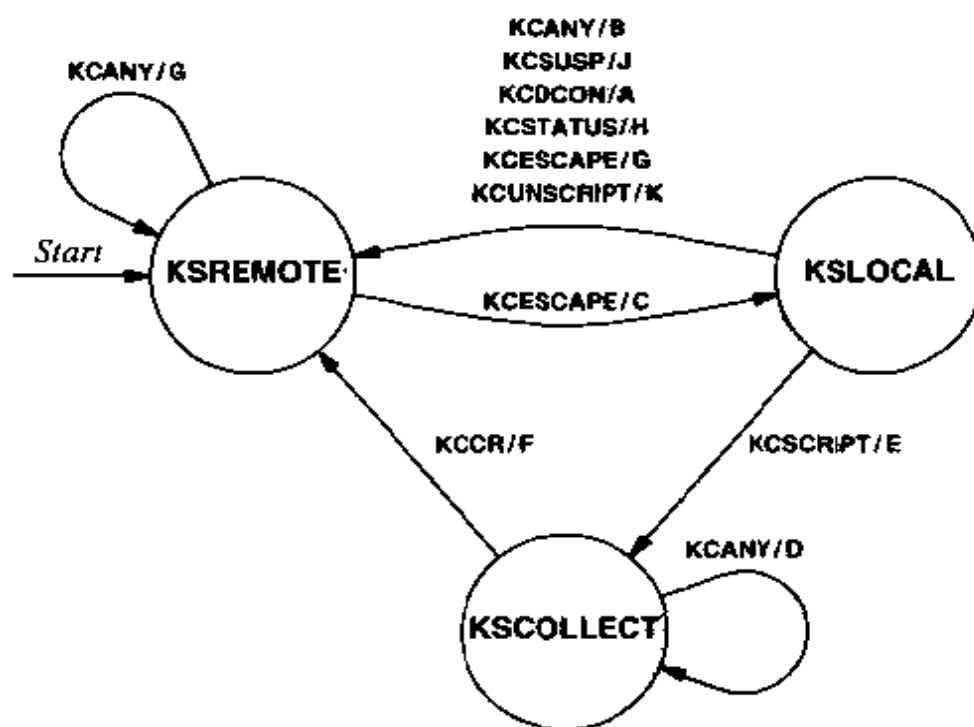 KCANY/B
KCSUSP/J
KCDCON/A
KCSTATUS/H
KCESCAPE/G
KCUNSCRIPT/K
KCANY/G
Start
KSREMOTE
KSLOCAL
KCESCAPE/C
KCCR/F
KCSCRIPT/E
KCANY/D
KSCOLLECT